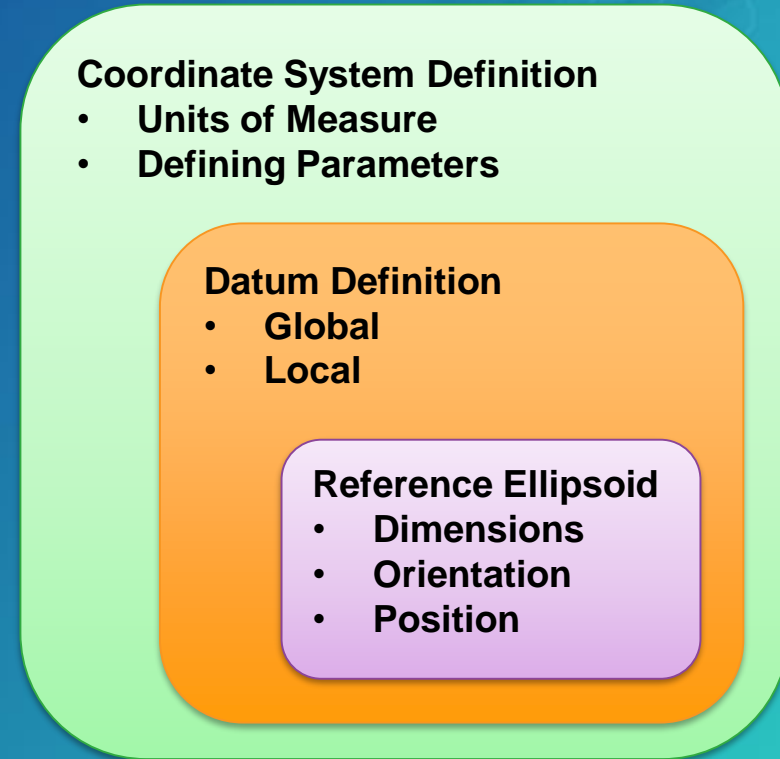 Coordinate System Definition
• Units of Measure
• Defining Parameters
Datum Definition
• Global
• Local
Reference Ellipsoid
• Dimensions
• Orientation
• Position